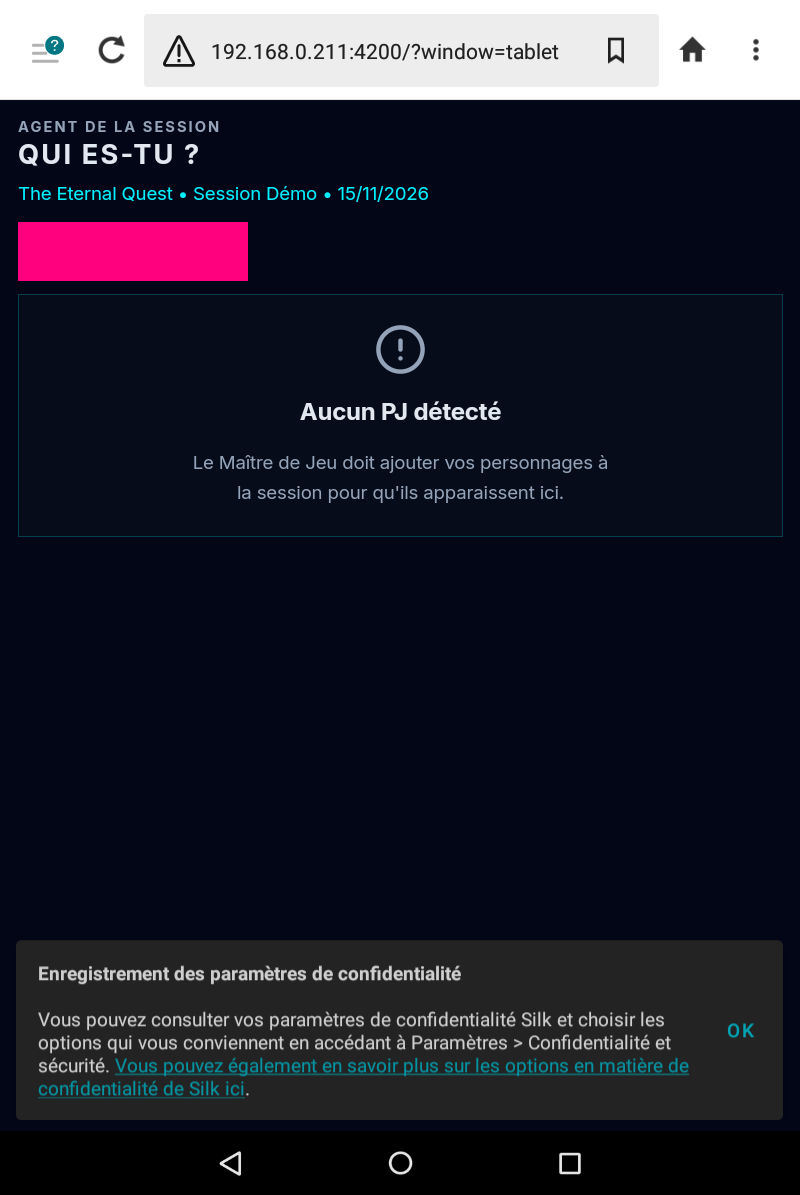 192.168.0.211:4200/?window=tablet
AGENT DE LA SESSION
QUI ES-TU ?
The Eternal Quest • Session Démo • 15/11/2026
Aucun PJ détecté
Le Maître de Jeu doit ajouter vos personnages à
la session pour qu'ils apparaissent ici.
Enregistrement des paramètres de confidentialité
Vous pouvez consulter vos paramètres de confidentialité Silk et choisir les
options qui vous conviennent en accédant à Paramètres > Confidentialité et
sécurité. Vous pouvez également en savoir plus sur les options en matière de
confidentialité de Silk ici.
OK